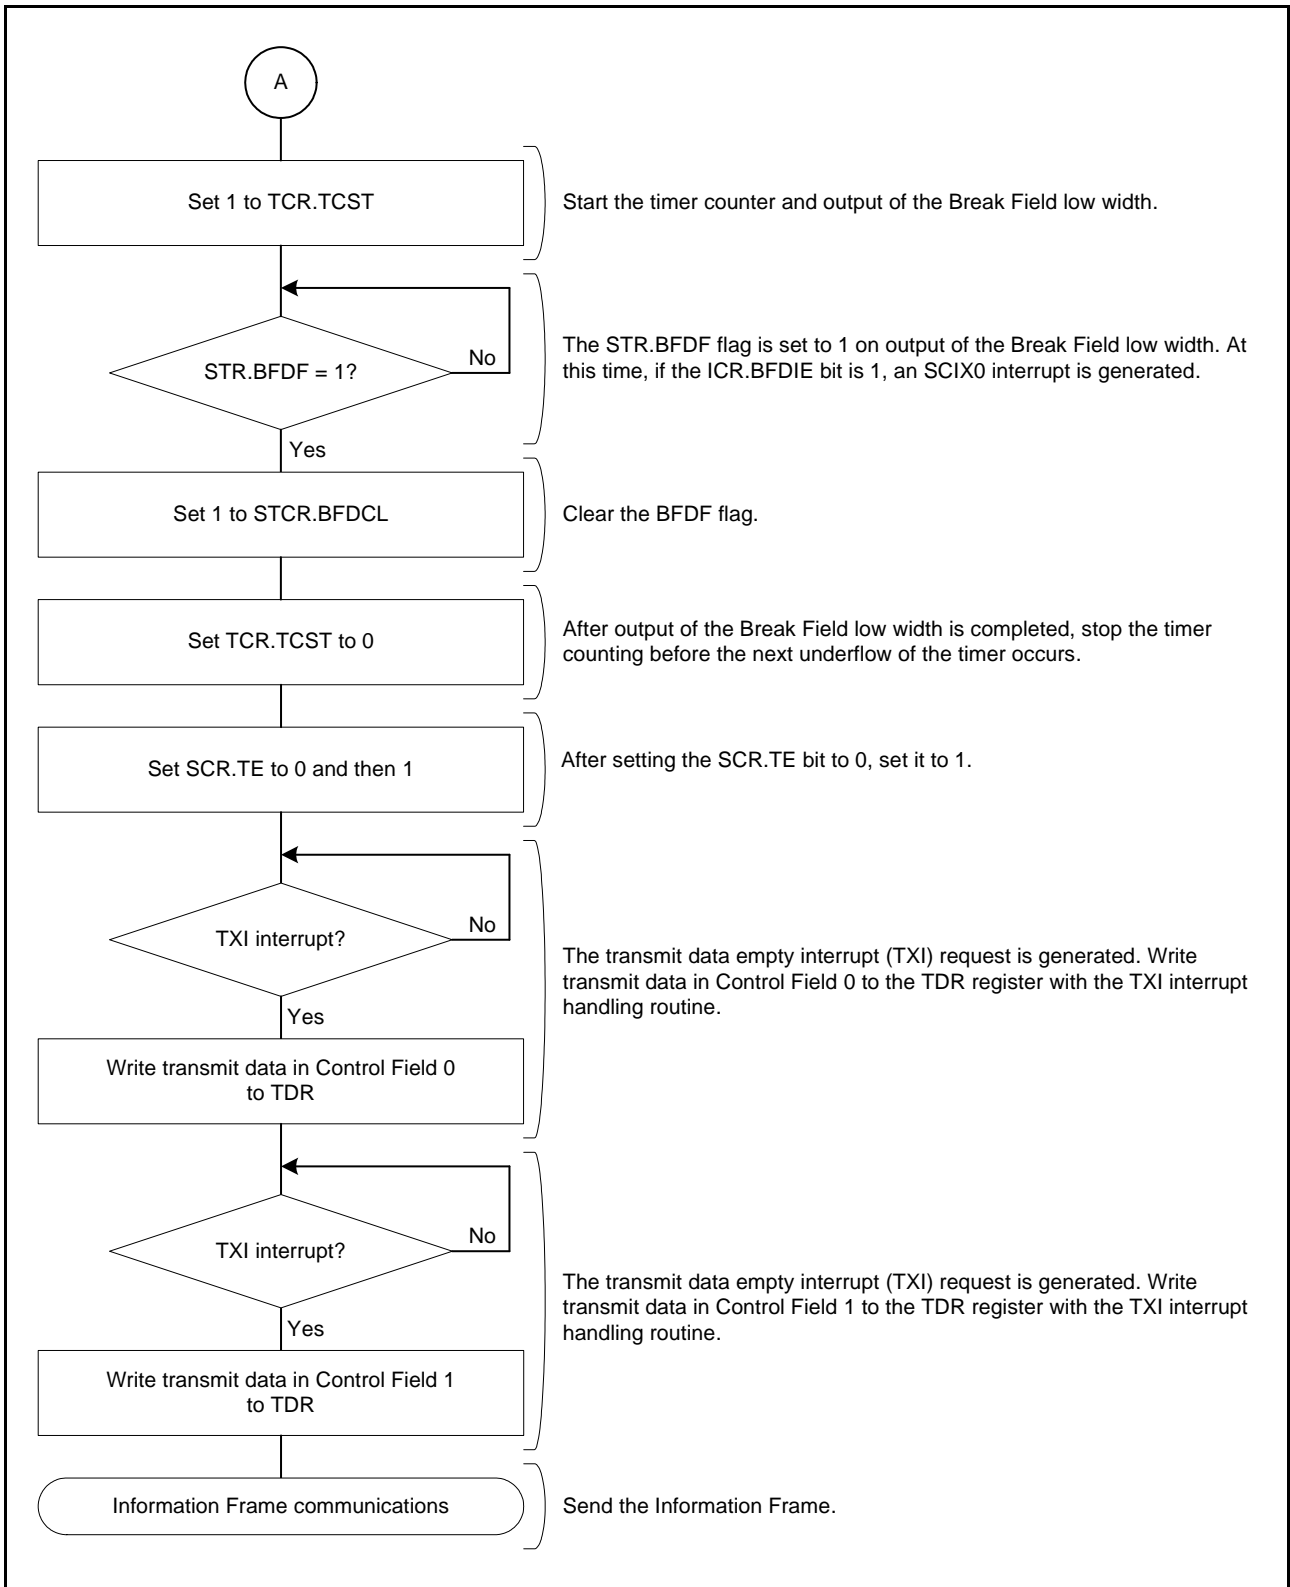 A
Set 1 to TCR.TCST
Start the timer counter and output of the Break Field low width.
STR.BFDF = 1?
No
The STR.BFDF flag is set to 1 on output of the Break Field low width. At
this time, if the ICR.BFDIE bit is 1, an SCIX0 interrupt is generated.
Yes
Set 1 to STCR.BFDCL
Clear the BFDF flag.
Set TCR.TCST to 0
After output of the Break Field low width is completed, stop the timer
counting before the next underflow of the timer occurs.
Set SCR.TE to 0 and then 1
After setting the SCR.TE bit to 0, set it to 1.
TXI interrupt?
No
The transmit data empty interrupt (TXI) request is generated. Write
transmit data in Control Field 0 to the TDR register with the TXI interrupt
handling routine.
Yes
Write transmit data in Control Field 0
to TDR
TXI interrupt?
No
The transmit data empty interrupt (TXI) request is generated. Write
transmit data in Control Field 1 to the TDR register with the TXI interrupt
handling routine.
Yes
Write transmit data in Control Field 1
to TDR
Information Frame communications
Send the Information Frame.